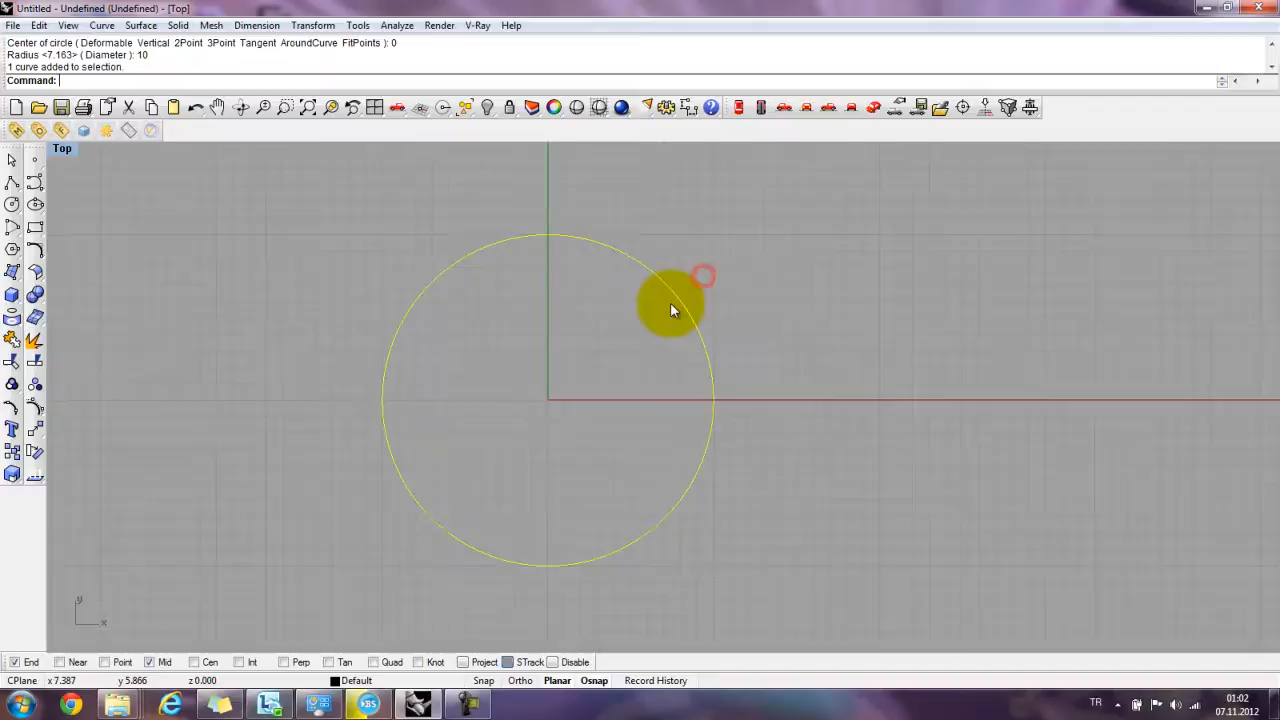 Untitled - Undefined (Undefined) - [Top]
File Edit View Curve Surface Solid Mesh Dimension Transform Tools Analyze Render V-Ray Help
Center of circle ( Deformable Vertical 2Point 3Point Tangent AroundCurve FitPoints ): 0
Radius <7.163> ( Diameter ): 10
1 curve added to selection.
Command:
Top
y
x
End Near Point Mid Cen Int Perp Tan Quad Knot Project STrack Disable
CPlane x 7.387 y 5.866 z 0.000 Default Snap Ortho Planar Osnap Record History
KBS
TR
01:02
07.11.2012